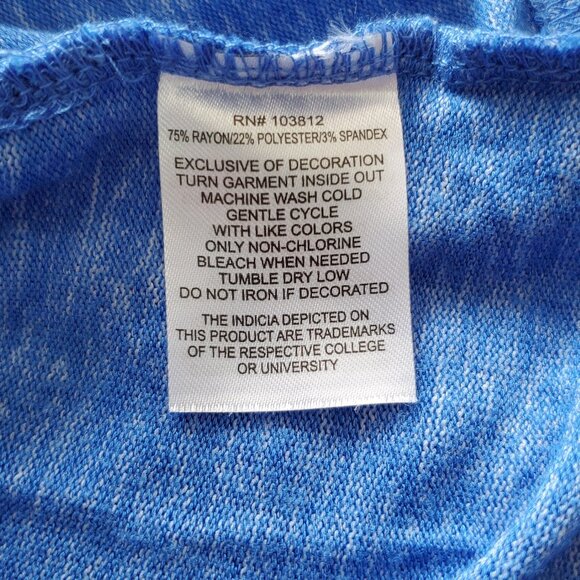 RN# 103812
75% RAYON/22% POLYESTER/3% SPANDEX
EXCLUSIVE OF DECORATION
TURN GARMENT INSIDE OUT
MACHINE WASH COLD
GENTLE CYCLE
WITH LIKE COLORS
ONLY NON-CHLORINE
BLEACH WHEN NEEDED
TUMBLE DRY LOW
DO NOT IRON IF DECORATED
THE INDICIA DEPICTED ON
THIS PRODUCT ARE TRADEMARKS
OF THE RESPECTIVE COLLEGE
OR UNIVERSITY